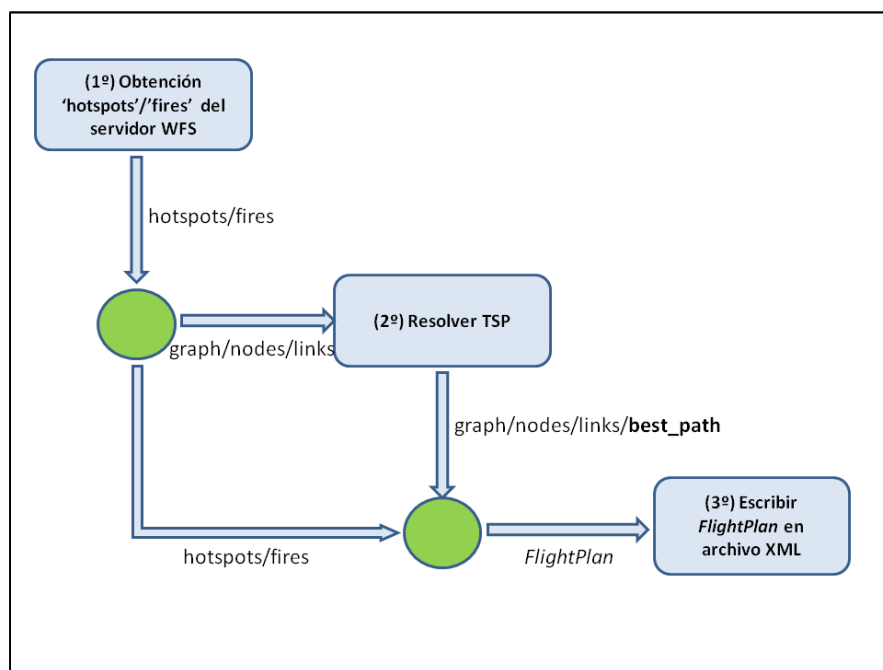 (1º) Obtención
‘hotspots’/’fires’ del
servidor WFS
hotspots/fires
(2º) Resolver TSP
graph/nodes/links
graph/nodes/links/best_path
(3º) Escribir
FlightPlan en
archivo XML
hotspots/fires
FlightPlan